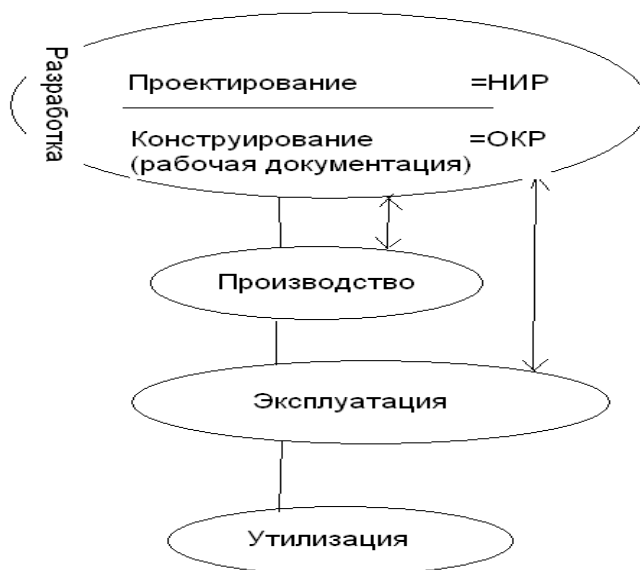 Разработка
Проектирование =НИР
Конструирование =ОКР
(рабочая документация)
Производство
Эксплуатация
Утилизация